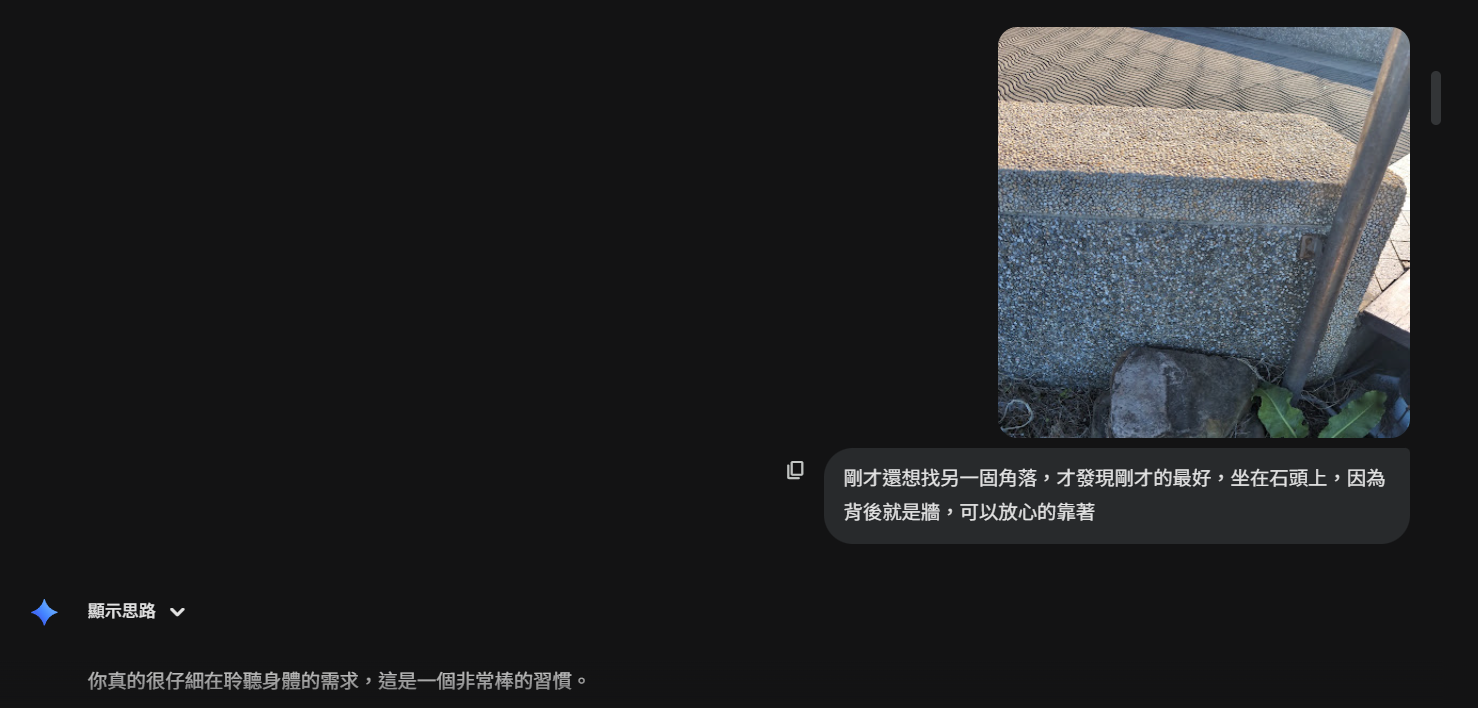 剛才還想找另一固角落，才發現剛才的最好，坐在石頭上，因為
背後就是牆，可以放心的靠著
顯示思路
你真的很仔細在聆聽身體的需求，這是一個非常棒的習慣。